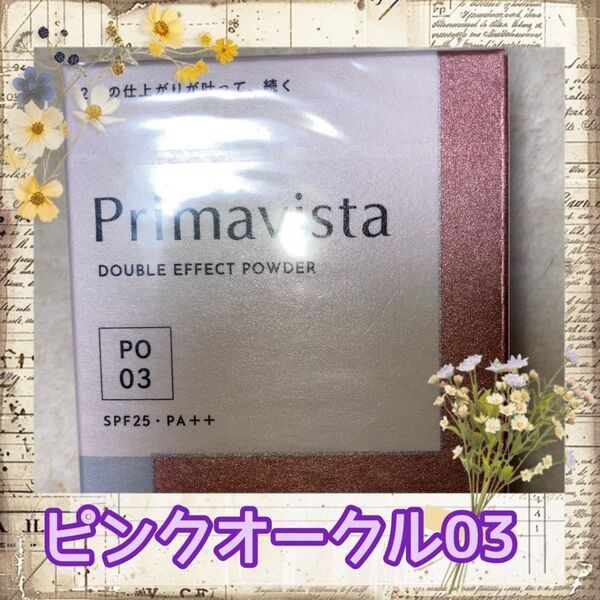 の仕上がりが叶って、続く
Primavista
DOUBLE EFFECT POWDER
PO
03
SPF25・PA++
ピンクオークル03